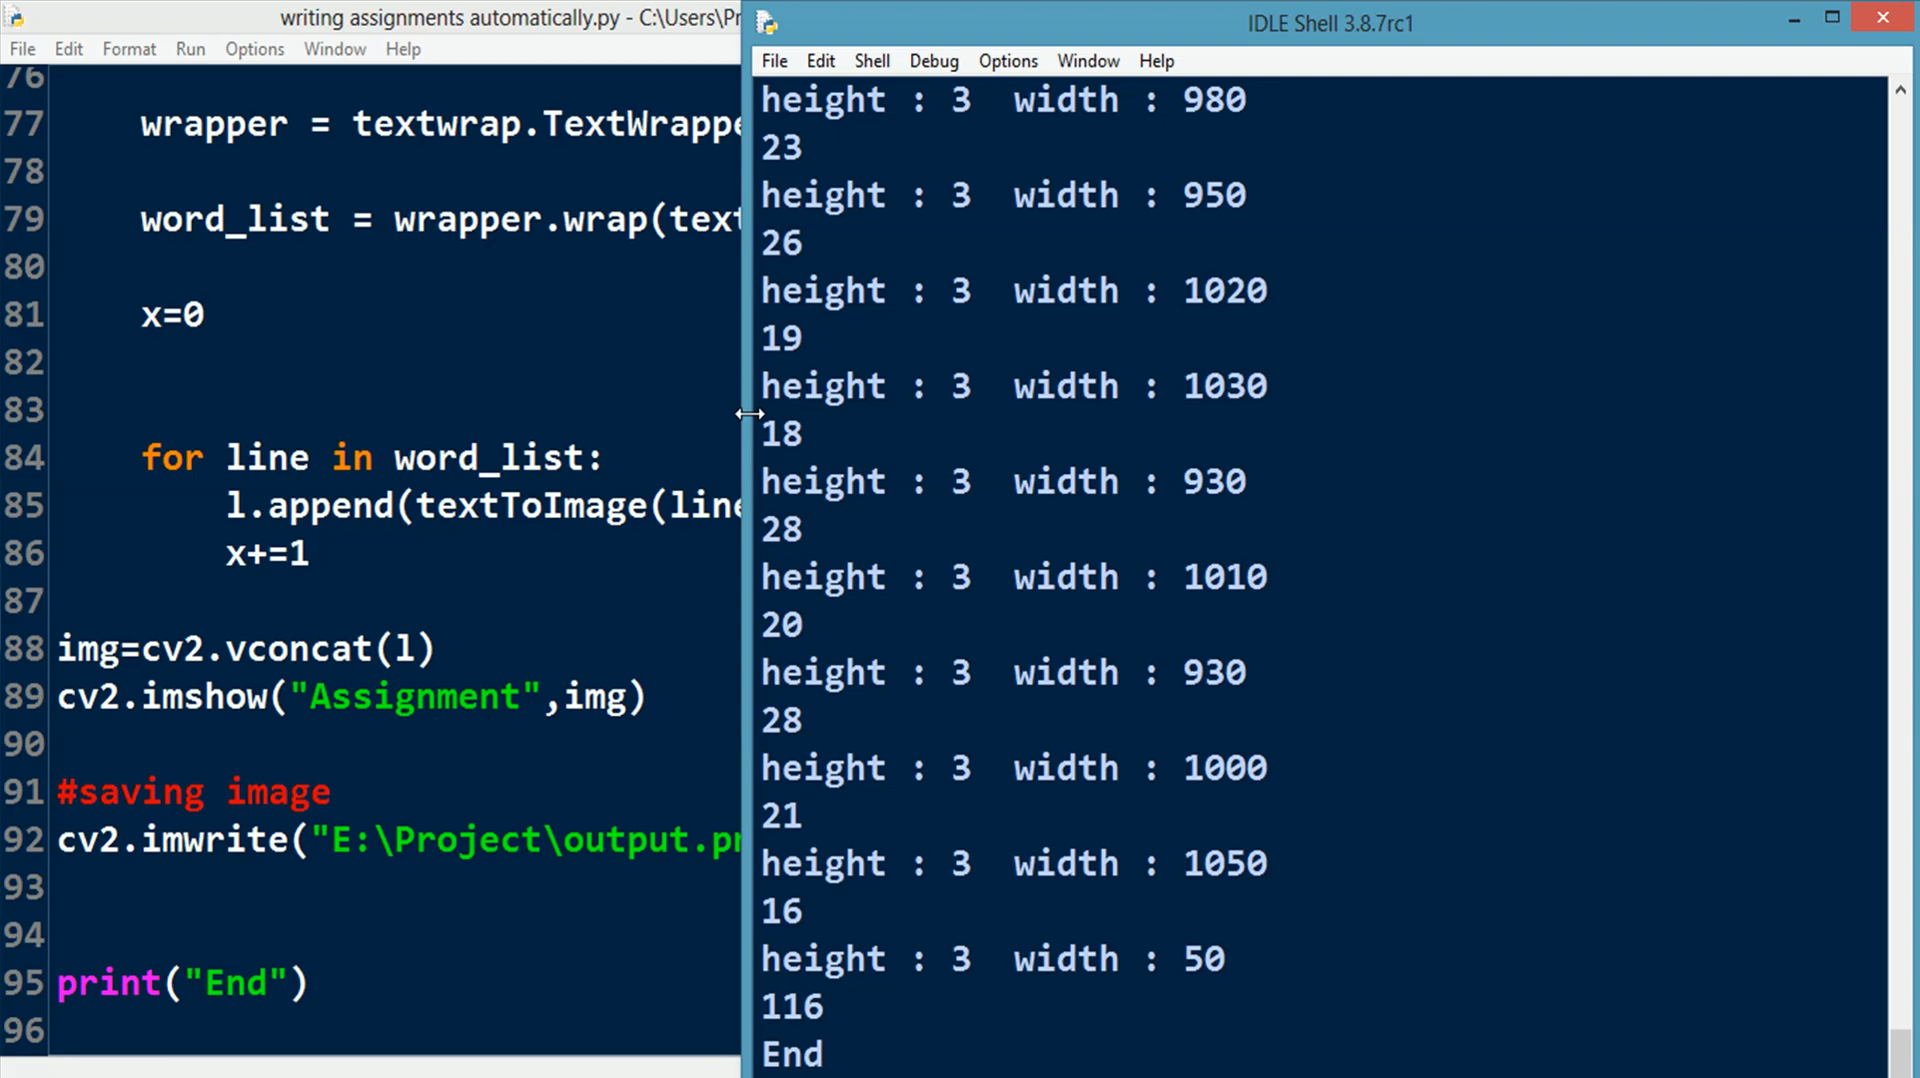 writing assignments automatically.py - C:\Users\Pr
File Edit Format Run Options Window Help
76
77 wrapper = textwrap.TextWrappe
78
79 word_list = wrapper.wrap(text
80
81 x=0
82
83
84 for line in word_list:
85 l.append(textToImage(line
86 x+=1
87
88 img=cv2.vconcat(l)
89 cv2.imshow("Assignment",img)
90
91 #saving image
92 cv2.imwrite("E:\Project\output.pn
93
94
95 print("End")
96
IDLE Shell 3.8.7rc1
File Edit Shell Debug Options Window Help
height : 3 width : 980
23
height : 3 width : 950
26
height : 3 width : 1020
19
height : 3 width : 1030
18
height : 3 width : 930
28
height : 3 width : 1010
20
height : 3 width : 930
28
height : 3 width : 1000
21
height : 3 width : 1050
16
height : 3 width : 50
116
End